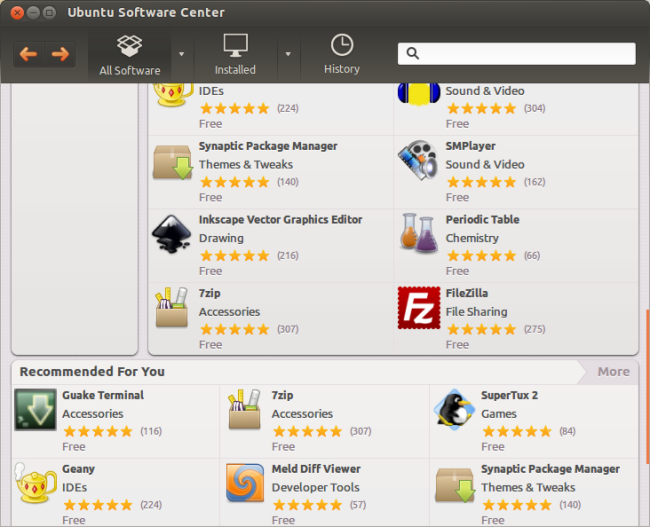 Ubuntu Software Center
All Software
Installed
History
IDEs
(224)
Free
Sound & Video
(304)
Free
Synaptic Package Manager
Themes & Tweaks
(140)
Free
SMPlayer
Sound & Video
(162)
Free
Inkscape Vector Graphics Editor
Drawing
(216)
Free
Periodic Table
Chemistry
(66)
Free
7zip
Accessories
(307)
Free
FileZilla
File Sharing
(275)
Free
Recommended For You
More
Guake Terminal
Accessories
(116)
Free
7zip
Accessories
(307)
Free
SuperTux 2
Games
(84)
Free
Geany
IDEs
(224)
Free
Meld Diff Viewer
Developer Tools
(57)
Free
Synaptic Package Manager
Themes & Tweaks
(140)
Free